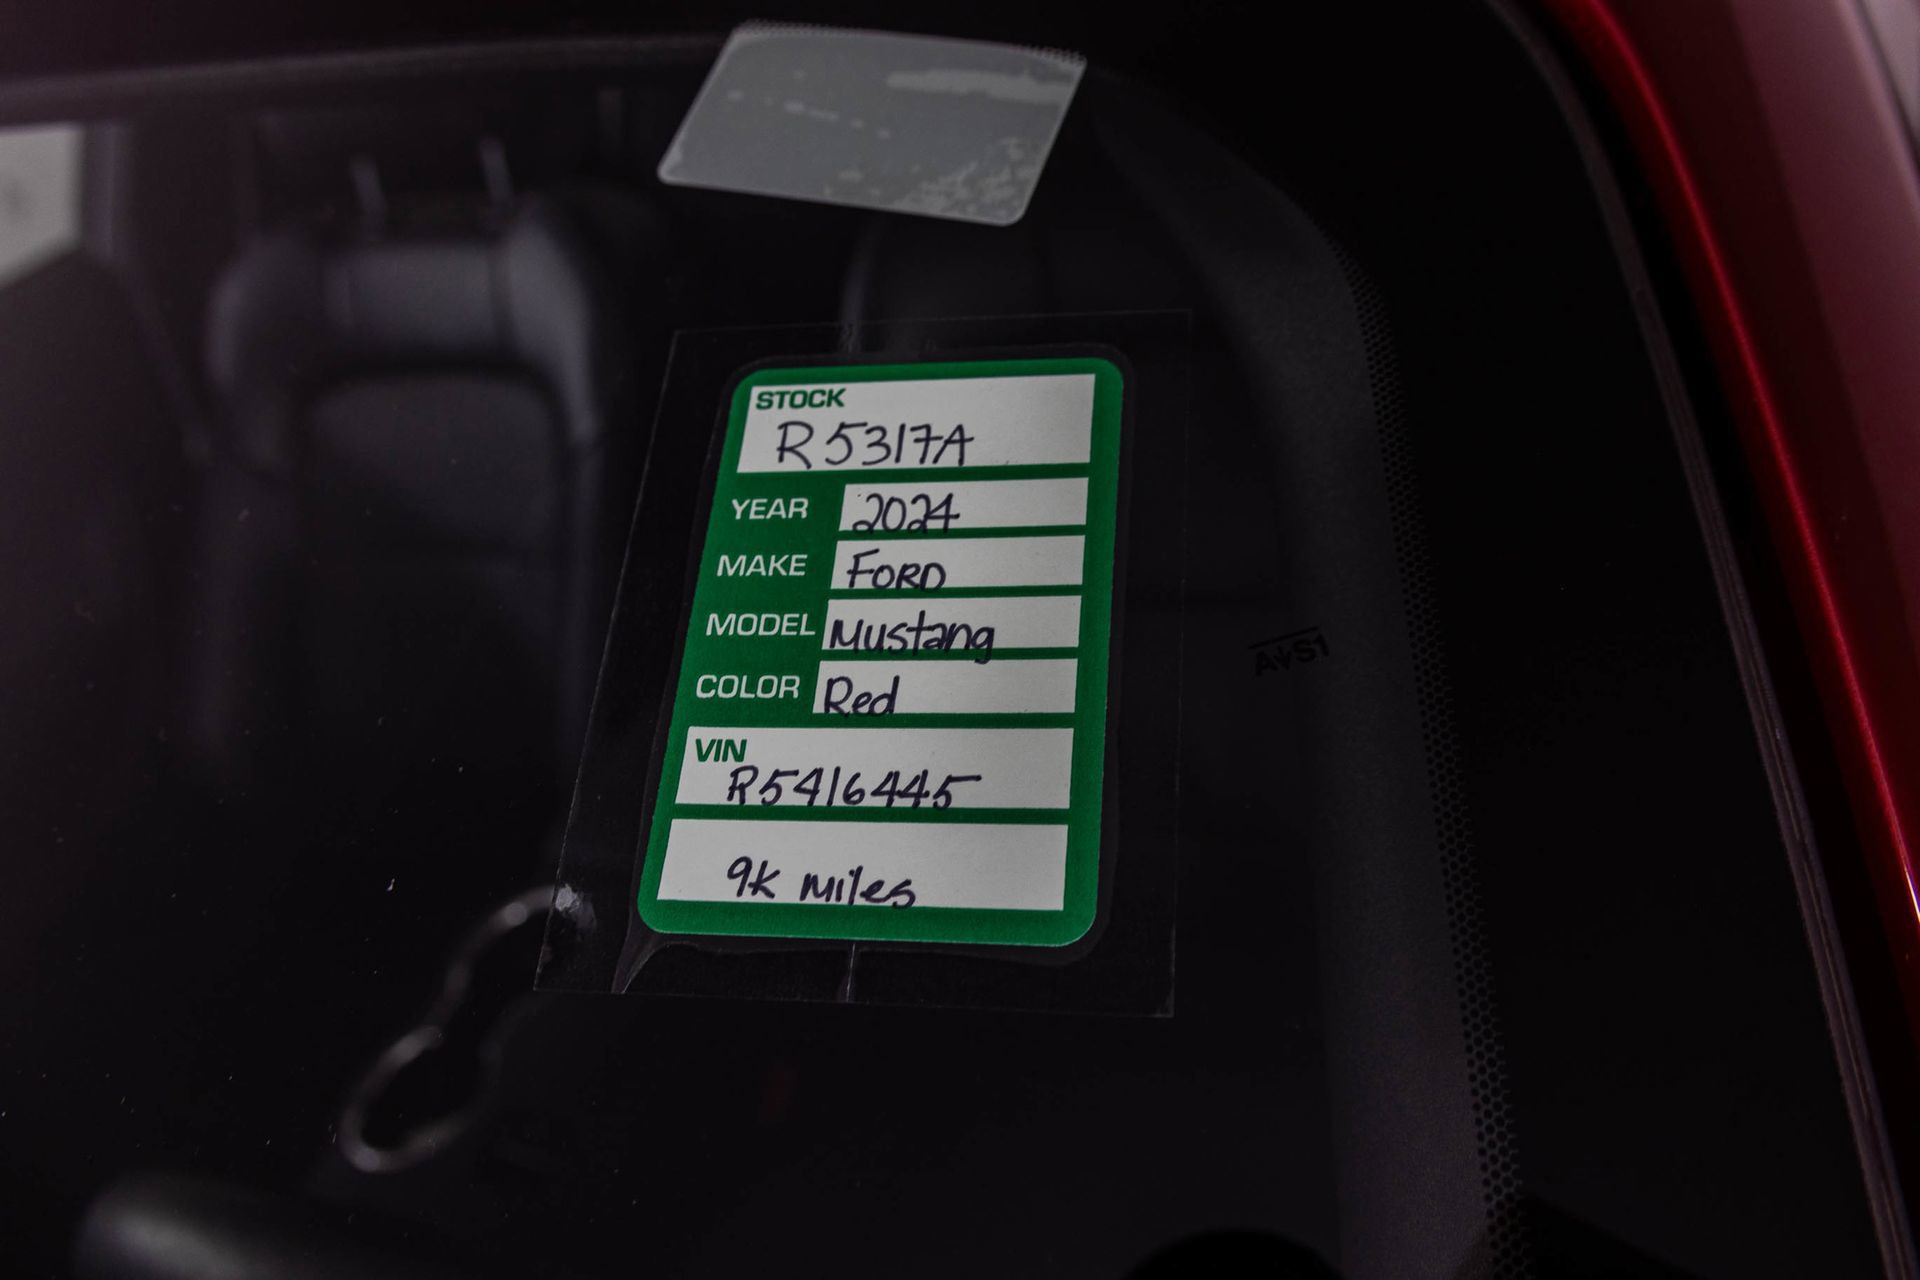 STOCK
R5317A
YEAR 2024
MAKE FORD
MODEL Mustang
COLOR Red
VIN
R5416445
9K miles
AS1